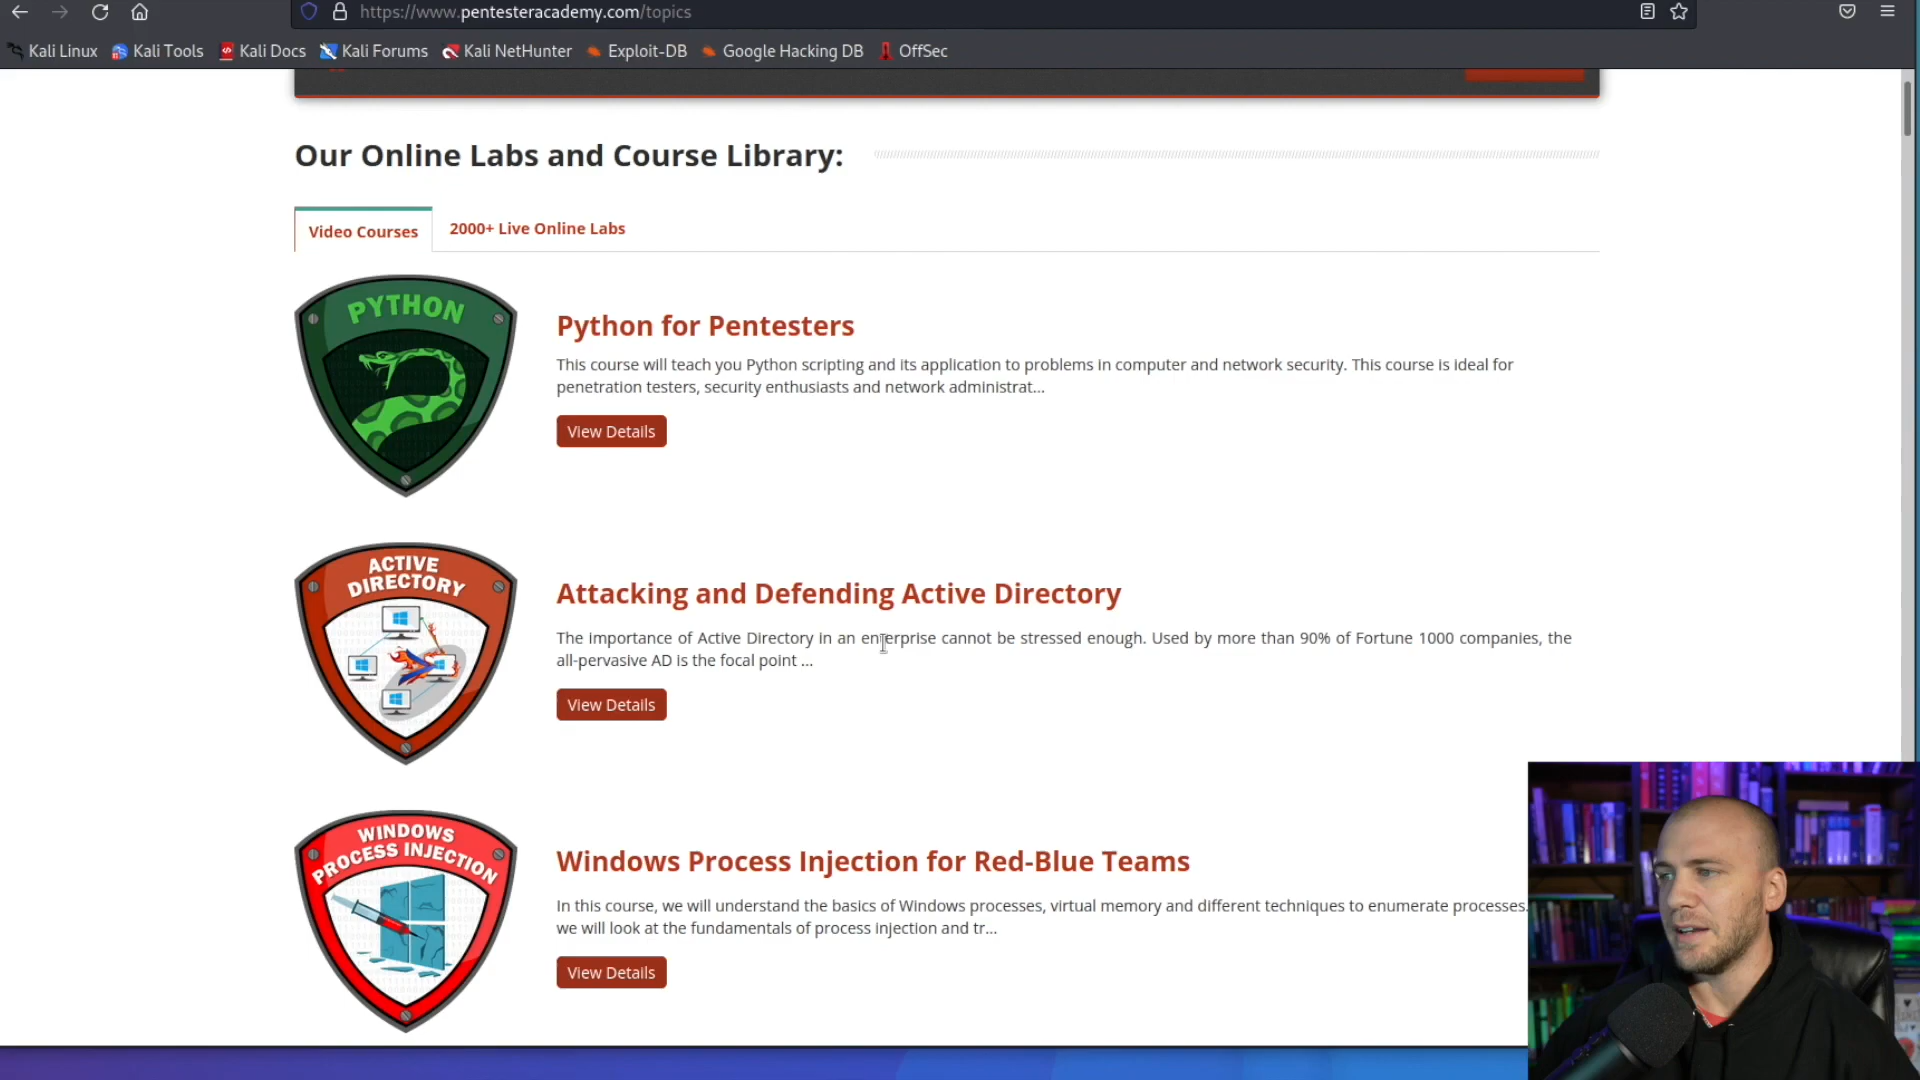 https://www.pentesteracademy.com/topics
Kali Linux
Kali Tools
Kali Docs
Kali Forums
Kali NetHunter
Exploit-DB
Google Hacking DB
OffSec
Our Online Labs and Course Library:
Video Courses
2000+ Live Online Labs
PYTHON
Python for Pentesters
This course will teach you Python scripting and its application to problems in computer and network security. This course is ideal for
penetration testers, security enthusiasts and network administrat...
View Details
ACTIVE
DIRECTORY
Attacking and Defending Active Directory
The importance of Active Directory in an enterprise cannot be stressed enough. Used by more than 90% of Fortune 1000 companies, the
all-pervasive AD is the focal point ...
View Details
WINDOWS
PROCESS INJECTION
Windows Process Injection for Red-Blue Teams
In this course, we will understand the basics of Windows processes, virtual memory and different techniques to enumerate processes.
we will look at the fundamentals of process injection and tr...
View Details